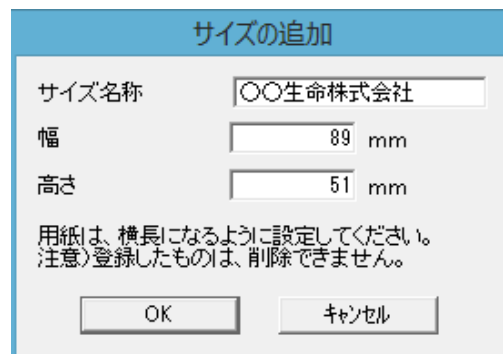 サイズの追加
サイズ名称 〇〇生命株式会社
幅 89 mm
高さ 51 mm
用紙は、横長になるように設定してください。
注意)登録したものは、削除できません。
OK キャンセル